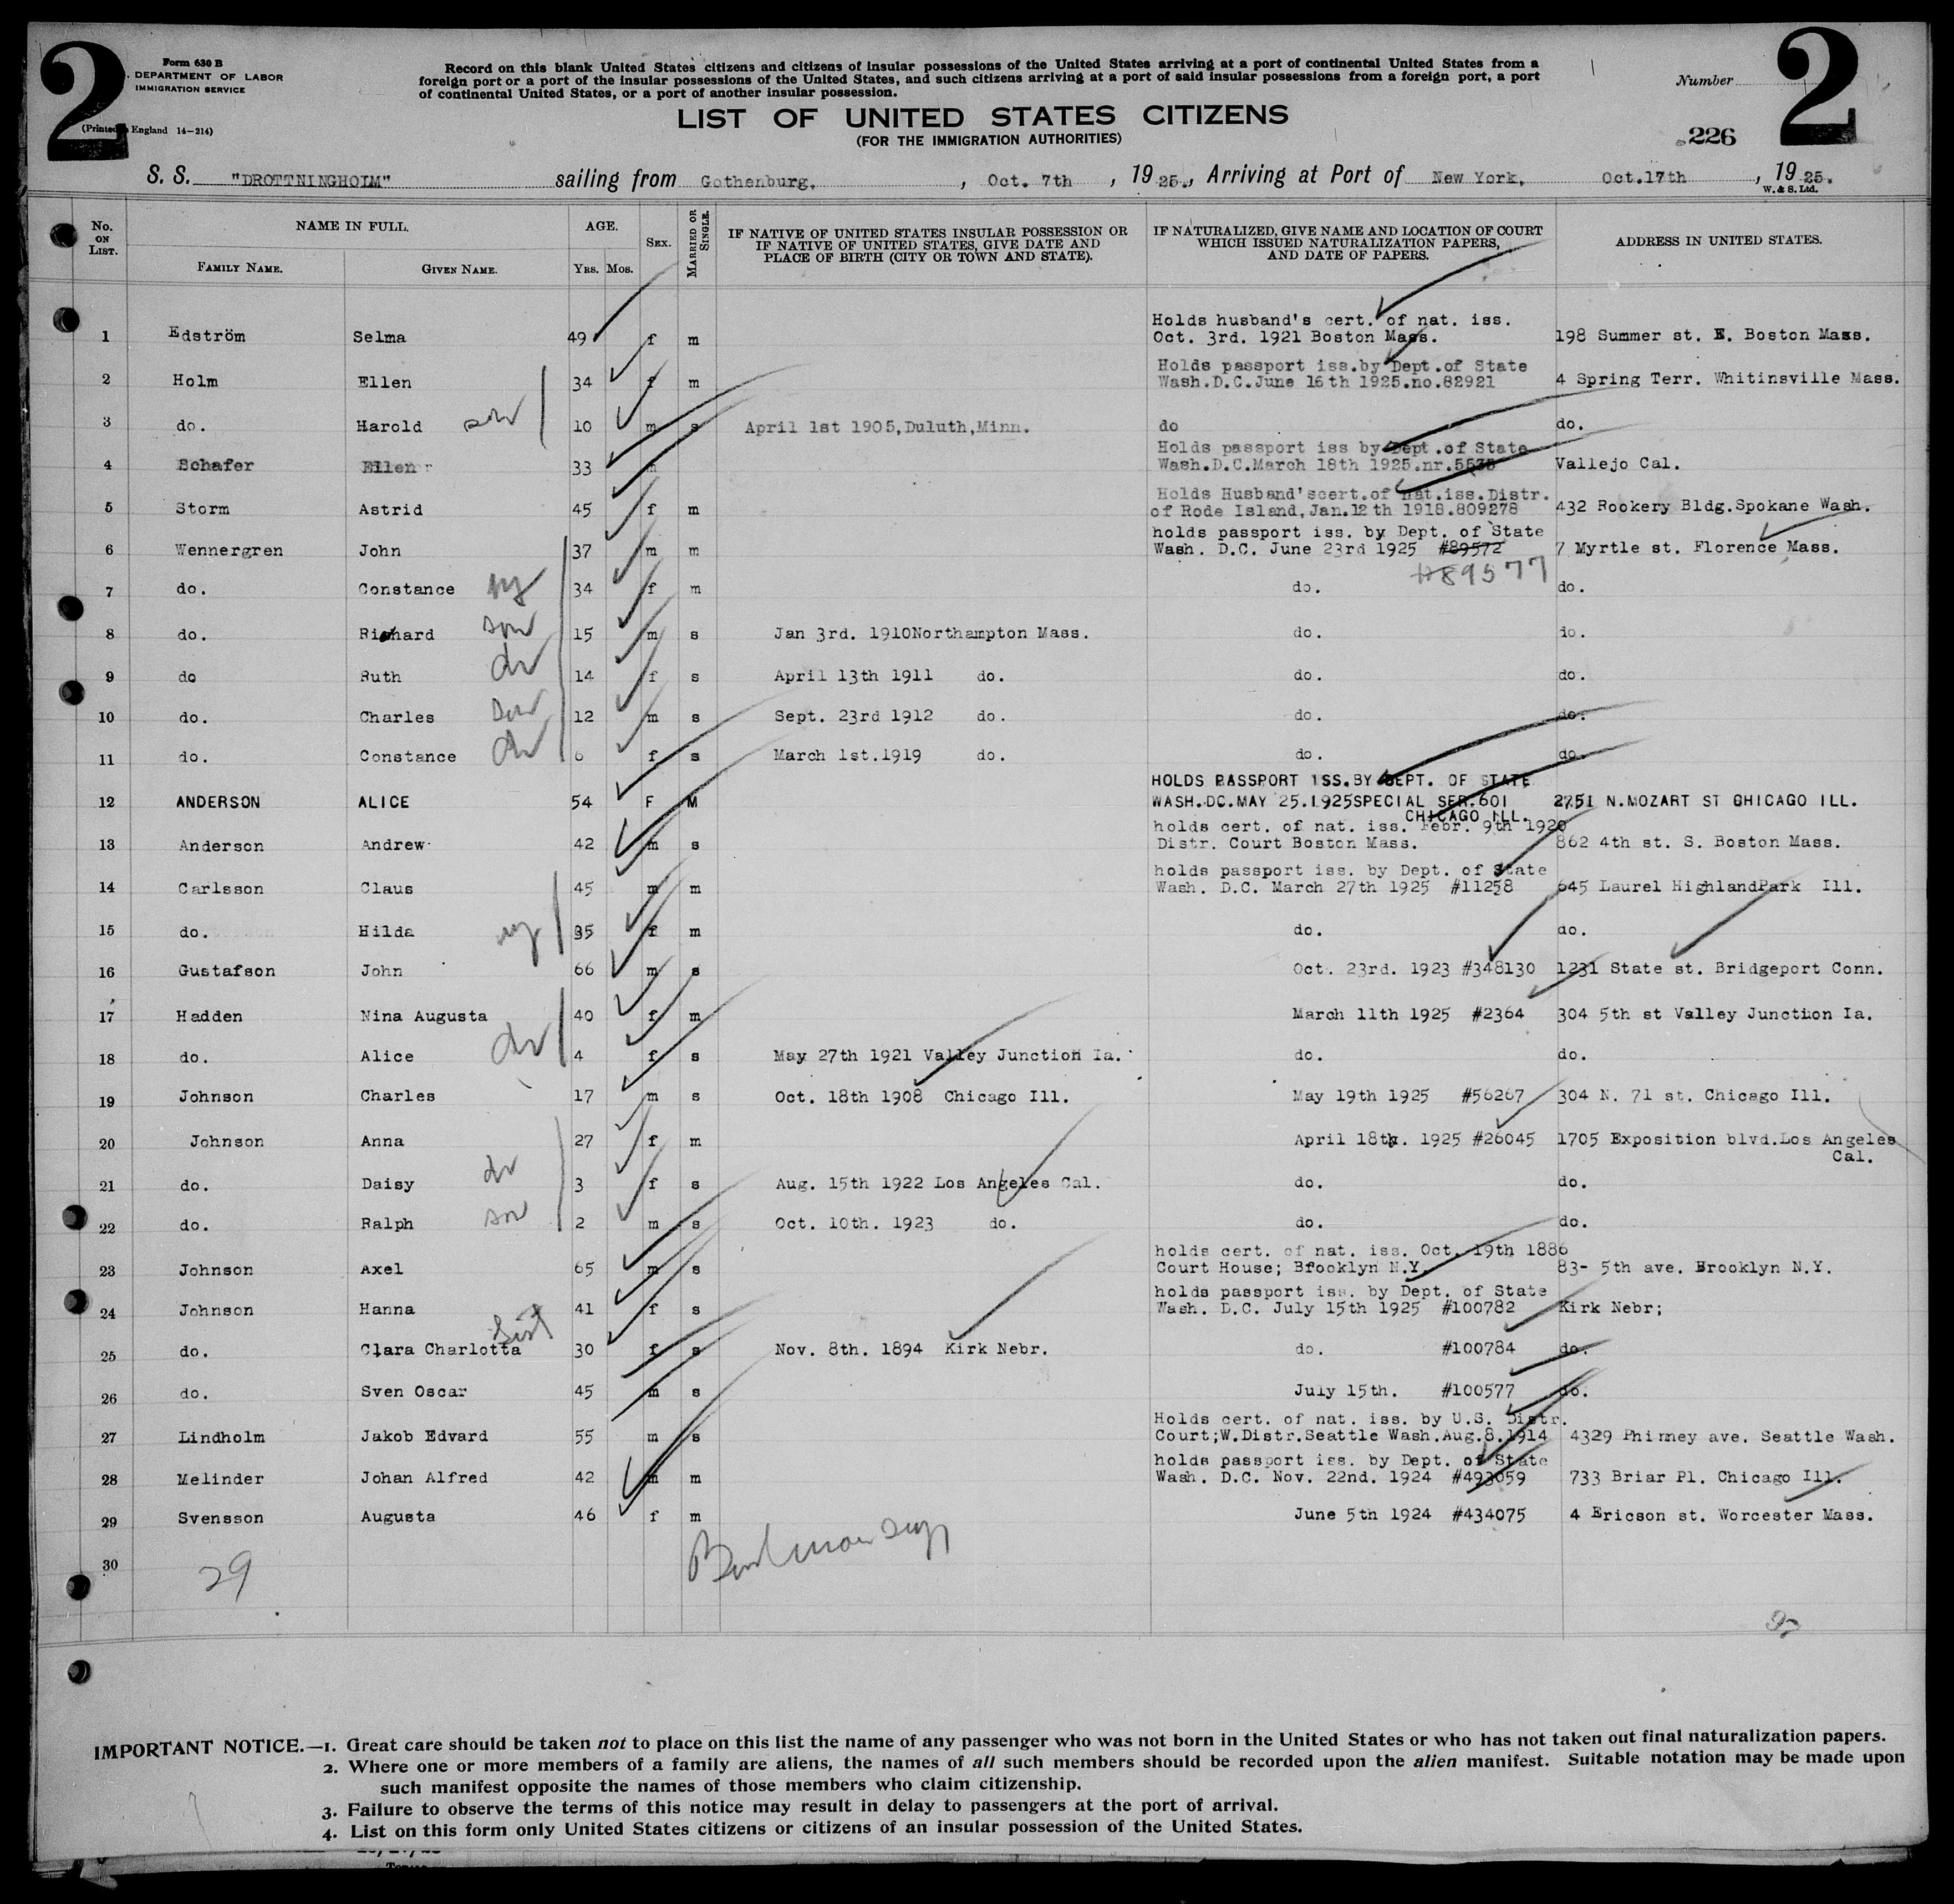 2
Form 630 B
. DEPARTMENT OF LABOR
IMMIGRATION SERVICE
(Printed England 14-214)
Record on this blank United States citizens and citizens of insular possessions of the United States arriving at a port of continental United States from a
foreign port or a port of the insular possessions of the United States, and such citizens arriving at a port of said insular possessions from a foreign port, a port
of continental United States, or a port of another insular possession.
LIST OF UNITED STATES CITIZENS
(FOR THE IMMIGRATION AUTHORITIES)
Number
2
226
S. S. "DROTTNINGHOLM" sailing from Gothenburg, , Oct. 7th , 19 25., Arriving at Port of New York, Oct.17th , 19 25.
W. & S. Ltd.
No. ON LIST. NAME IN FULL. AGE. SEX. MARRIED OR SINGLE. IF NATIVE OF UNITED STATES INSULAR POSSESSION OR IF NATIVE OF UNITED STATES, GIVE DATE AND PLACE OF BIRTH (CITY OR TOWN AND STATE). IF NATURALIZED, GIVE NAME AND LOCATION OF COURT WHICH ISSUED NATURALIZATION PAPERS, AND DATE OF PAPERS. ADDRESS IN UNITED STATES.
FAMILY NAME. GIVEN NAME. YRS. MOS.
Holds husband's cert. of nat. iss.
1 Edström Selma 49 f m Oct. 3rd. 1921 Boston Mass. 198 Summer st. E. Boston Mass.
Holds passport iss.by Dept.of State
2 Holm Ellen 34 f m Wash.D.C.June 16th 1925.no.82921 4 Spring Terr. Whitinsville Mass.
3 do. Harold son 10 m s April 1st 1905,Duluth,Minn. do do.
Holds passport iss by Dept.of State
4 Schafer 33 m Wash.D.C.March 18th 1925.nr. Vallejo Cal.
Holds Husband'scert.of nat.iss.Distr.
5 Storm Astrid 45 f m of Rode Island,Jan.12th 1918.809278 432 Rookery Bldg.Spokane Wash.
holds passport iss. by Dept. of State
6 Wennergren John 37 m m Wash. D.C. June 23rd 1925 #89572 7 Myrtle st. Florence Mass.
#89577
7 do. Constance 34 f m do. do.
8 do. Richard son 15 m s Jan 3rd. 1910Northampton Mass. do. do.
9 do Ruth 14 f s April 13th 1911 do. do. do.
10 do. Charles Son 12 m s Sept. 23rd 1912 do. do. do.
11 do. Constance 6 f s March 1st.1919 do. do. do.
HOLDS PASSPORT ISS.BY DEPT. OF STATE
12 ANDERSON ALICE 54 F M WASH.DC.MAY 25.1925SPECIAL SER.601 2751 N.MOZART ST CHICAGO ILL.
CHICAGO ILL.
holds cert. of nat. iss. Febr. 9th 1920
13 Anderson Andrew 42 m s Distr. Court Boston Mass. 862 4th st. S. Boston Mass.
holds passport iss. by Dept. of State
14 Carlsson Claus 45 m m Wash. D.C. March 27th 1925 #11258 645 Laurel HighlandPark Ill.
15 do. Hilda 35 f m do. do.
16 Gustafson John 66 m s Oct. 23rd. 1923 #348130 1231 State st. Bridgeport Conn.
17 Hadden Nina Augusta 40 f m March 11th 1925 #2364 304 5th st Valley Junction Ia.
18 do. Alice 4 f s May 27th 1921 Valley Junction Ia. do. do.
19 Johnson Charles 17 m s Oct. 18th 1908 Chicago Ill. May 19th 1925 #56267 304 N. 71 st. Chicago Ill.
20 Johnson Anna 27 f m April 18th. 1925 #26045 1705 Exposition blvd.Los Angeles
Cal.
21 do. Daisy 3 f s Aug. 15th 1922 Los Angeles Cal. do. do.
22 do. Ralph son 2 m s Oct. 10th. 1923 do. do. do.
holds cert. of nat. iss. Oct. 19th 1886
23 Johnson Axel 65 m s Court House; Brooklyn N.Y. 83- 5th ave. Brooklyn N.Y.
holds passport iss. by Dept. of State
24 Johnson Hanna 41 f s Wash. D.C. July 15th 1925 #100782 Kirk Nebr;
Sist
25 do. Clara Charlotta 30 f s Nov. 8th. 1894 Kirk Nebr. do. #100784 do.
26 do. Sven Oscar 45 m s July 15th. #100577 do.
Holds cert. of nat. iss. by U.S. Distr.
27 Lindholm Jakob Edvard 55 m s Court;W.Distr.Seattle Wash.Aug.8.1914 4329 Phinney ave. Seattle Wash.
holds passport iss. by Dept. of State
28 Melinder Johan Alfred 42 m m Wash. D.C. Nov. 22nd. 1924 #493059 733 Briar Pl. Chicago Ill.
29 Svensson Augusta 46 f m June 5th 1924 #434075 4 Ericson st. Worcester Mass.
30
29
IMPORTANT NOTICE.—1. Great care should be taken not to place on this list the name of any passenger who was not born in the United States or who has not taken out final naturalization papers.
2. Where one or more members of a family are aliens, the names of all such members should be recorded upon the alien manifest. Suitable notation may be made upon
such manifest opposite the names of those members who claim citizenship.
3. Failure to observe the terms of this notice may result in delay to passengers at the port of arrival.
4. List on this form only United States citizens or citizens of an insular possession of the United States.